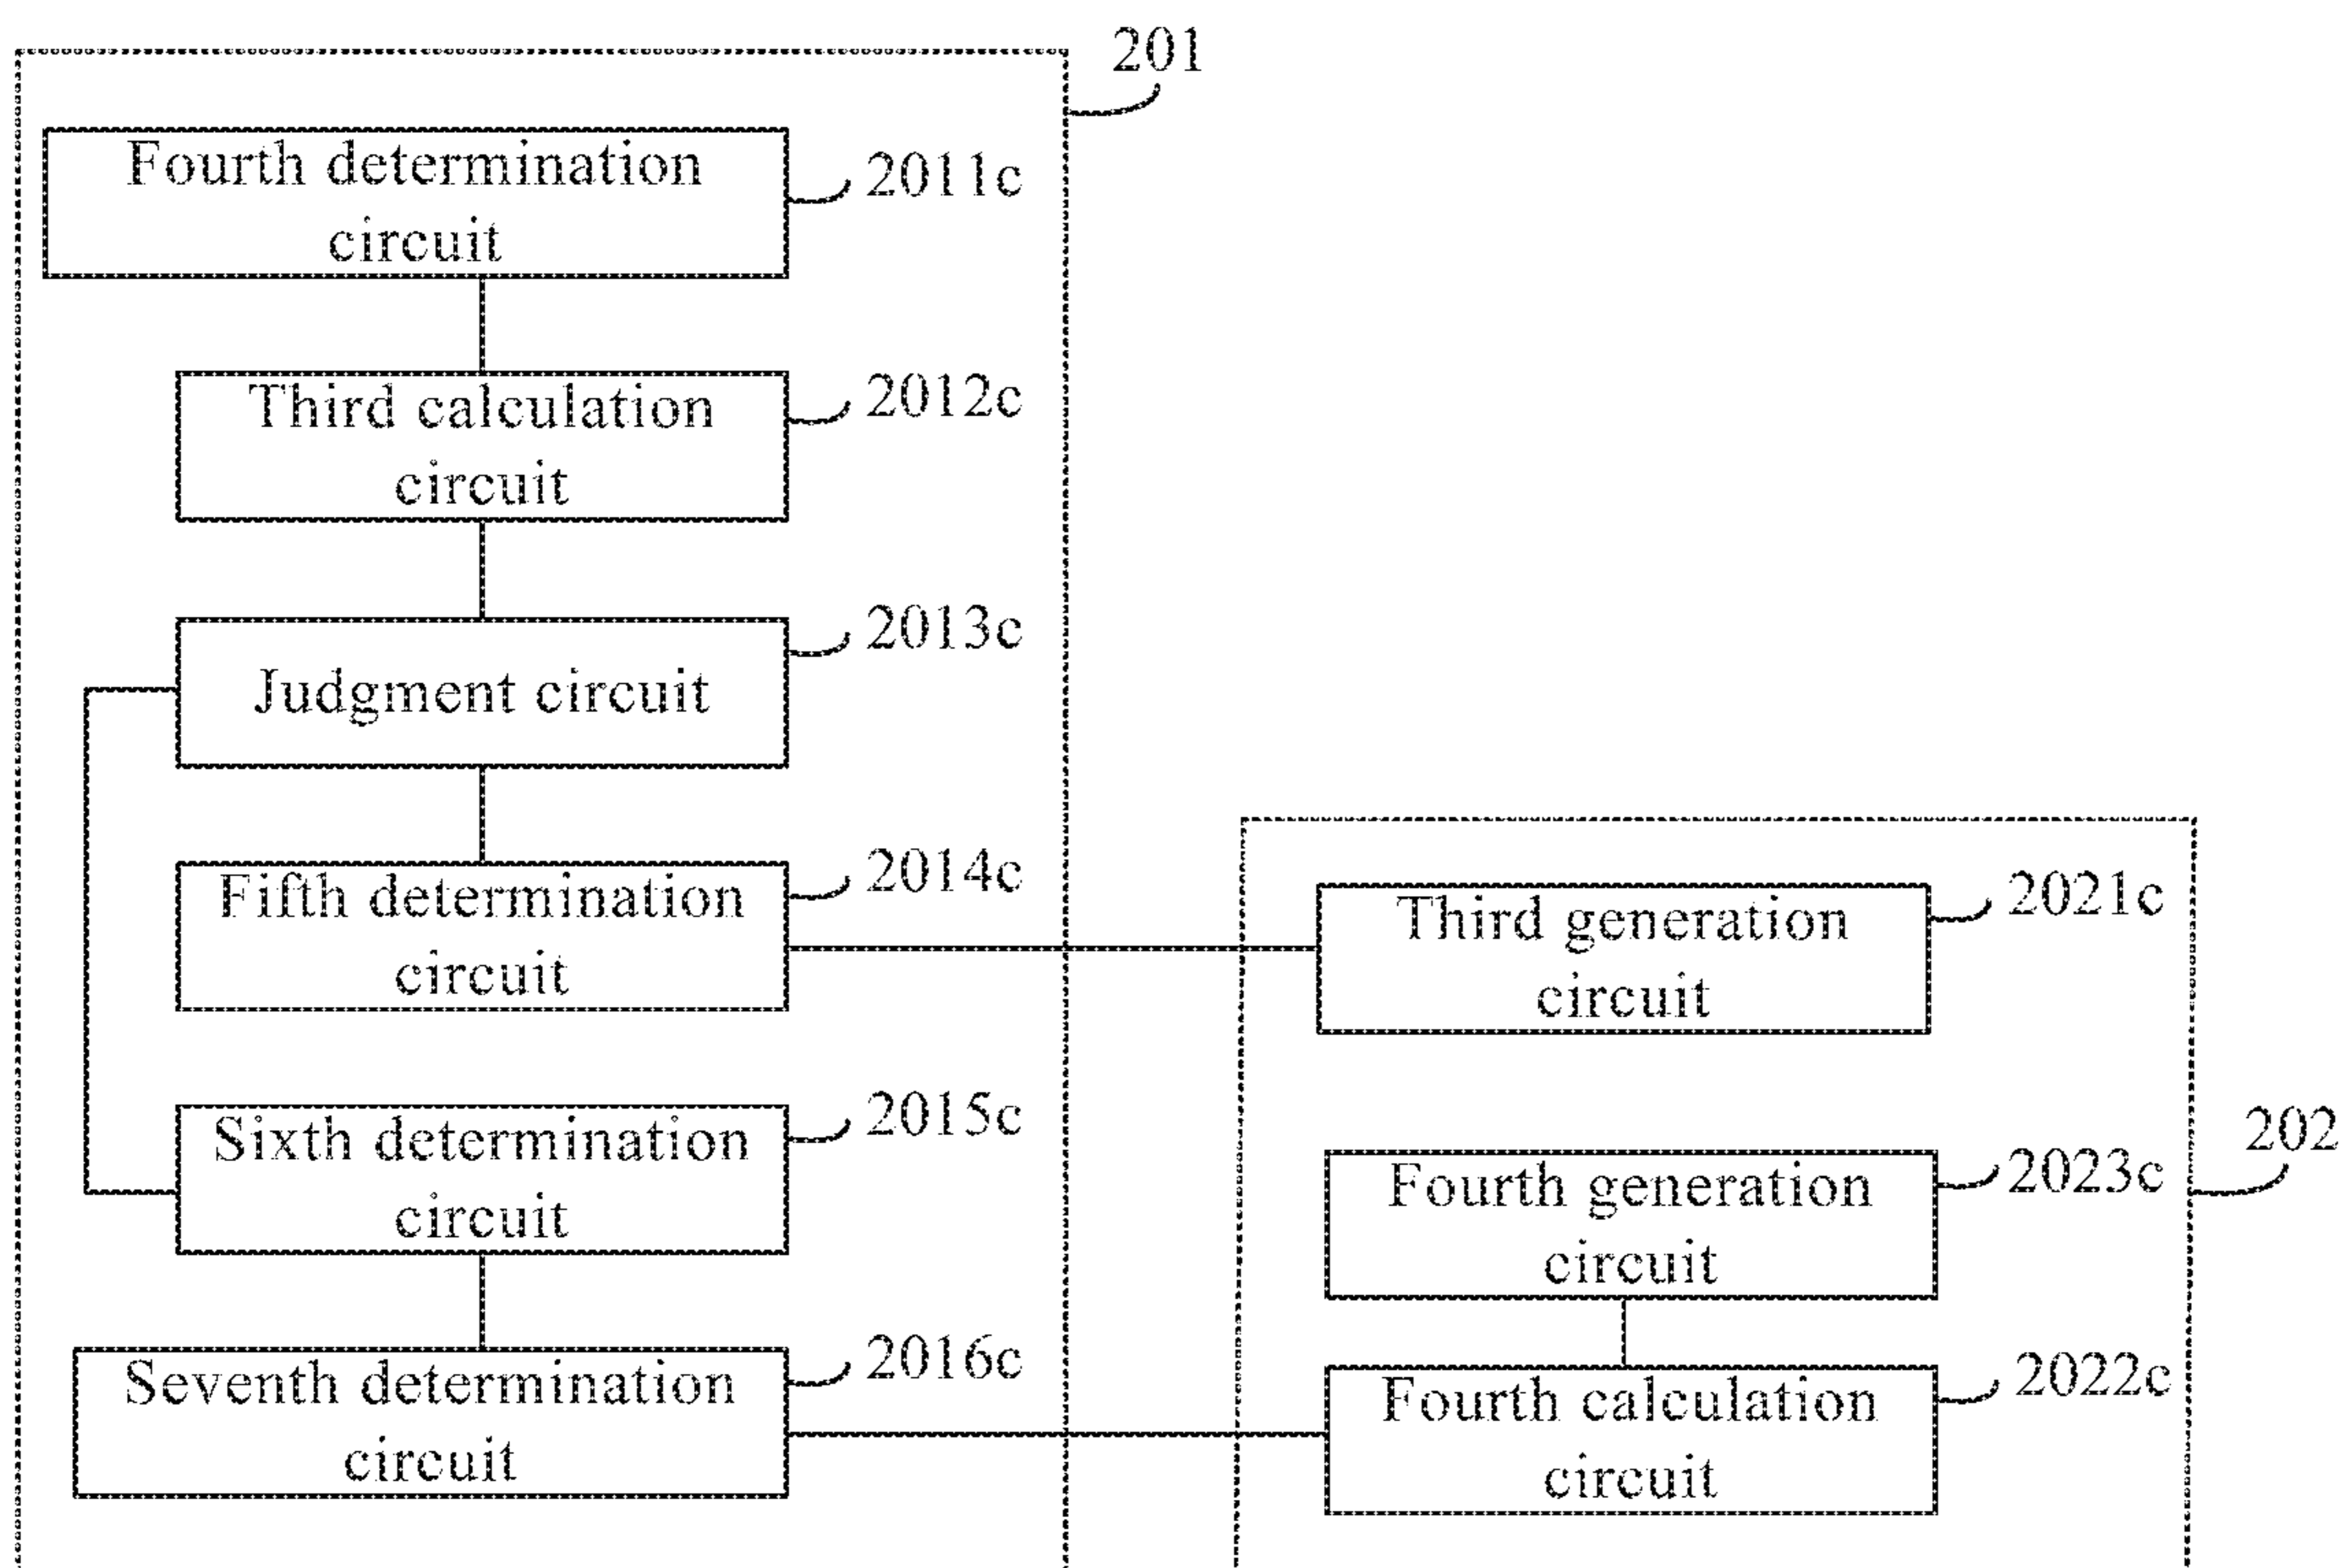 201
Fourth determination
circuit
2011c
Third calculation
circuit
2012c
2013c
Judgment circuit
Fifth determination
circuit
2014c
Third generation
circuit
2021c
Sixth determination
circuit
2015c
202
Fourth generation
circuit
2023c
Seventh determination
circuit
2016c
Fourth calculation
circuit
2022c